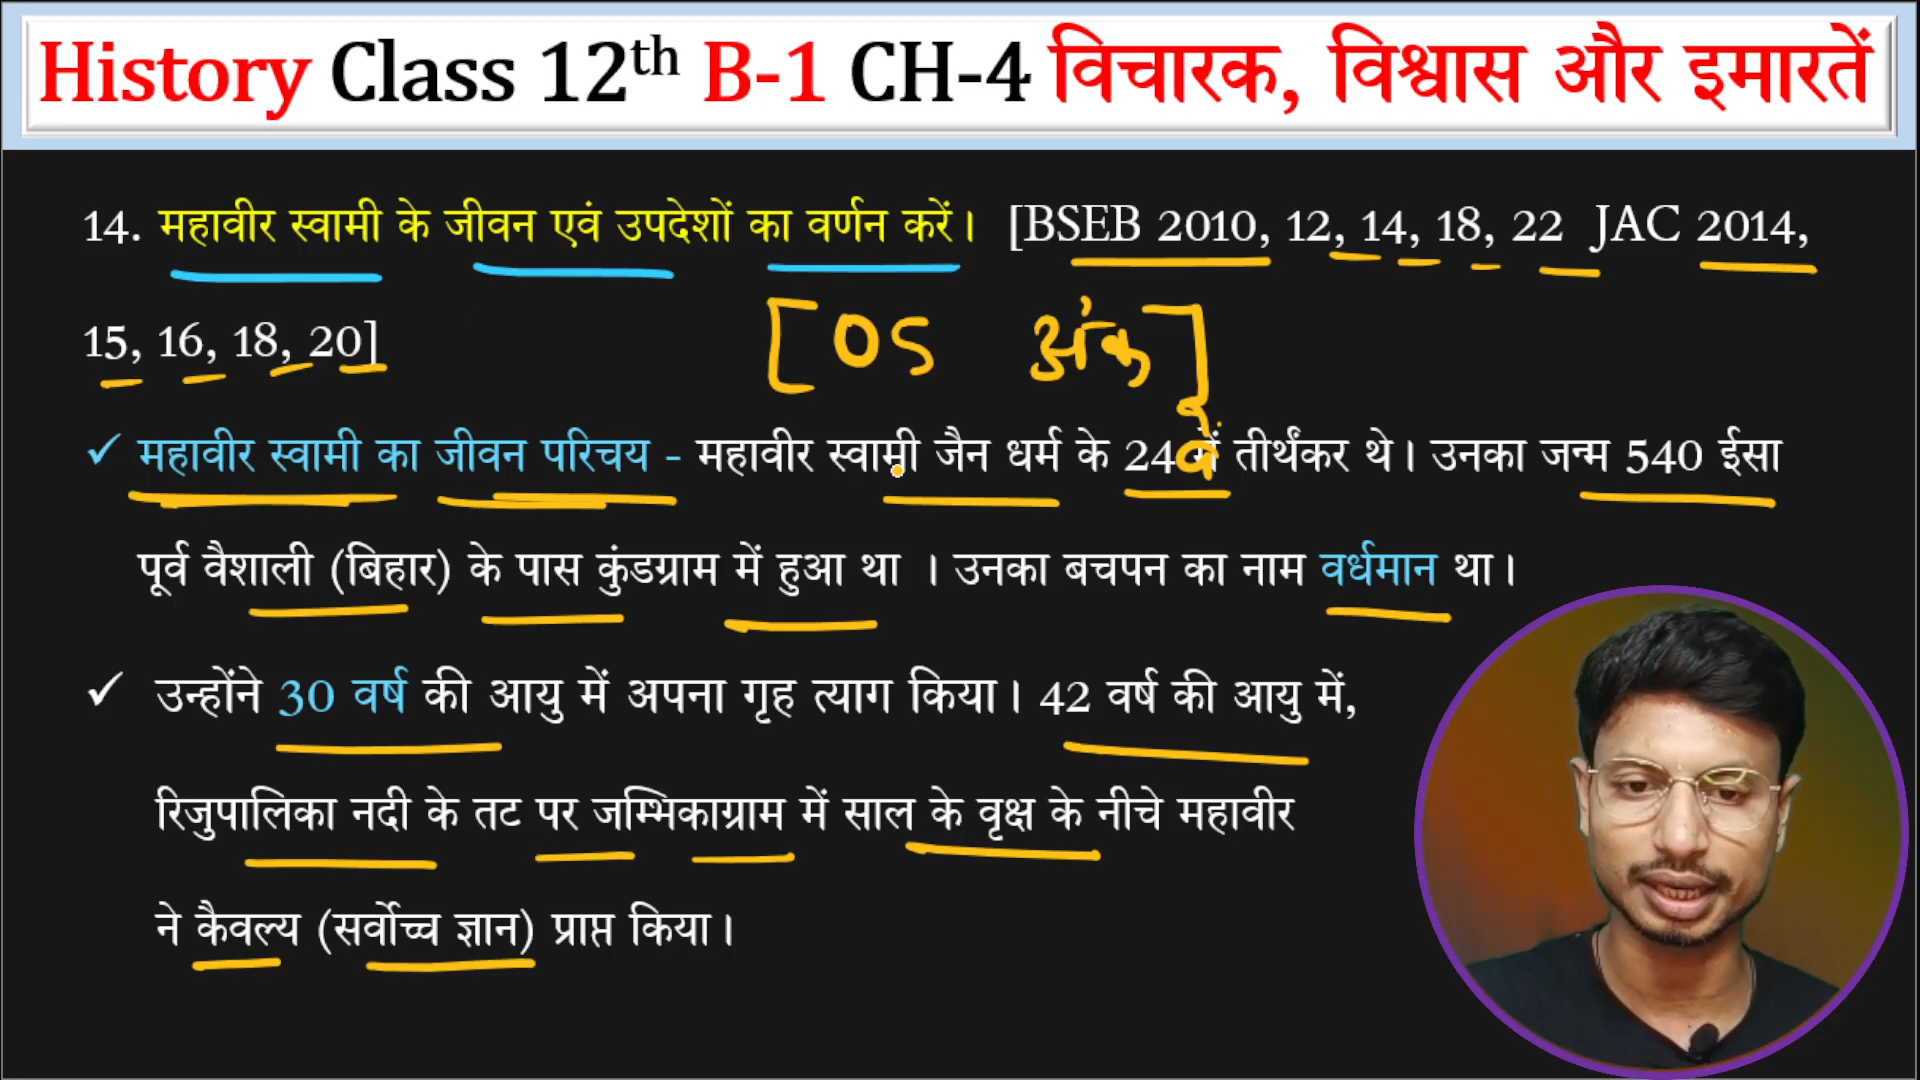 History Class 12th B-1 CH-4 विचारक, विश्वास और इमारतें
14. महावीर स्वामी के जीवन एवं उपदेशों का वर्णन करें। [BSEB 2010, 12, 14, 18, 22 JAC 2014,
15, 16, 18, 20]
[05 अंक]
✓ महावीर स्वामी का जीवन परिचय - महावीर स्वामी जैन धर्म के 24वें तीर्थंकर थे। उनका जन्म 540 ईसा
पूर्व वैशाली (बिहार) के पास कुंडग्राम में हुआ था । उनका बचपन का नाम वर्धमान था।
✓ उन्होंने 30 वर्ष की आयु में अपना गृह त्याग किया। 42 वर्ष की आयु में,
रिजुपालिका नदी के तट पर जम्भिकाग्राम में साल के वृक्ष के नीचे महावीर
ने कैवल्य (सर्वोच्च ज्ञान) प्राप्त किया।